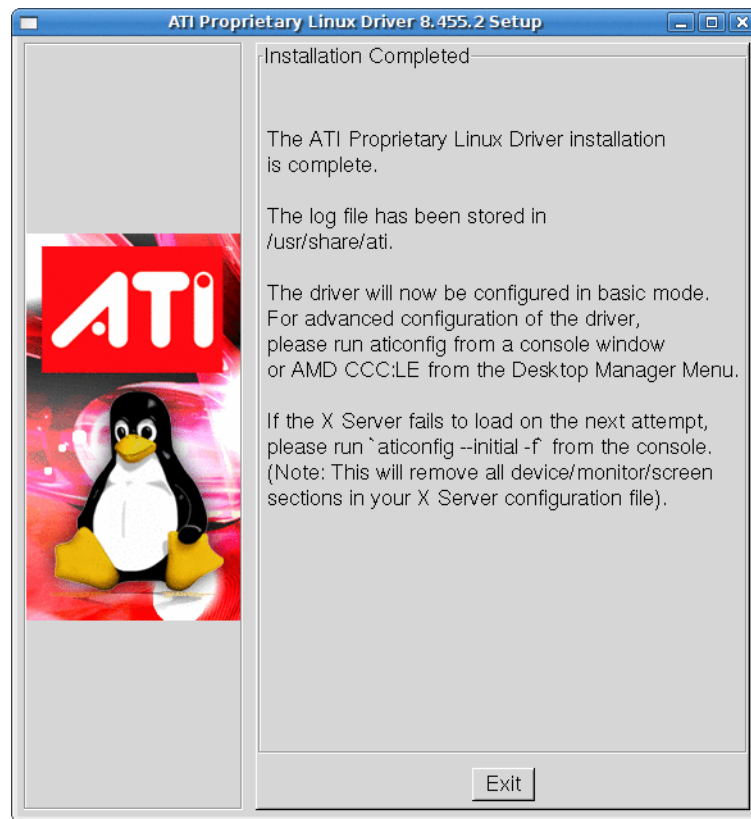 ATI Proprietary Linux Driver 8.455.2 Setup
Installation Completed
The ATI Proprietary Linux Driver installation
is complete.
The log file has been stored in
/usr/share/ati.
The driver will now be configured in basic mode.
For advanced configuration of the driver,
please run aticonfig from a console window
or AMD CCC:LE from the Desktop Manager Menu.
If the X Server fails to load on the next attempt,
please run `aticonfig --initial -f` from the console.
(Note: This will remove all device/monitor/screen
sections in your X Server configuration file).
ATI
Exit